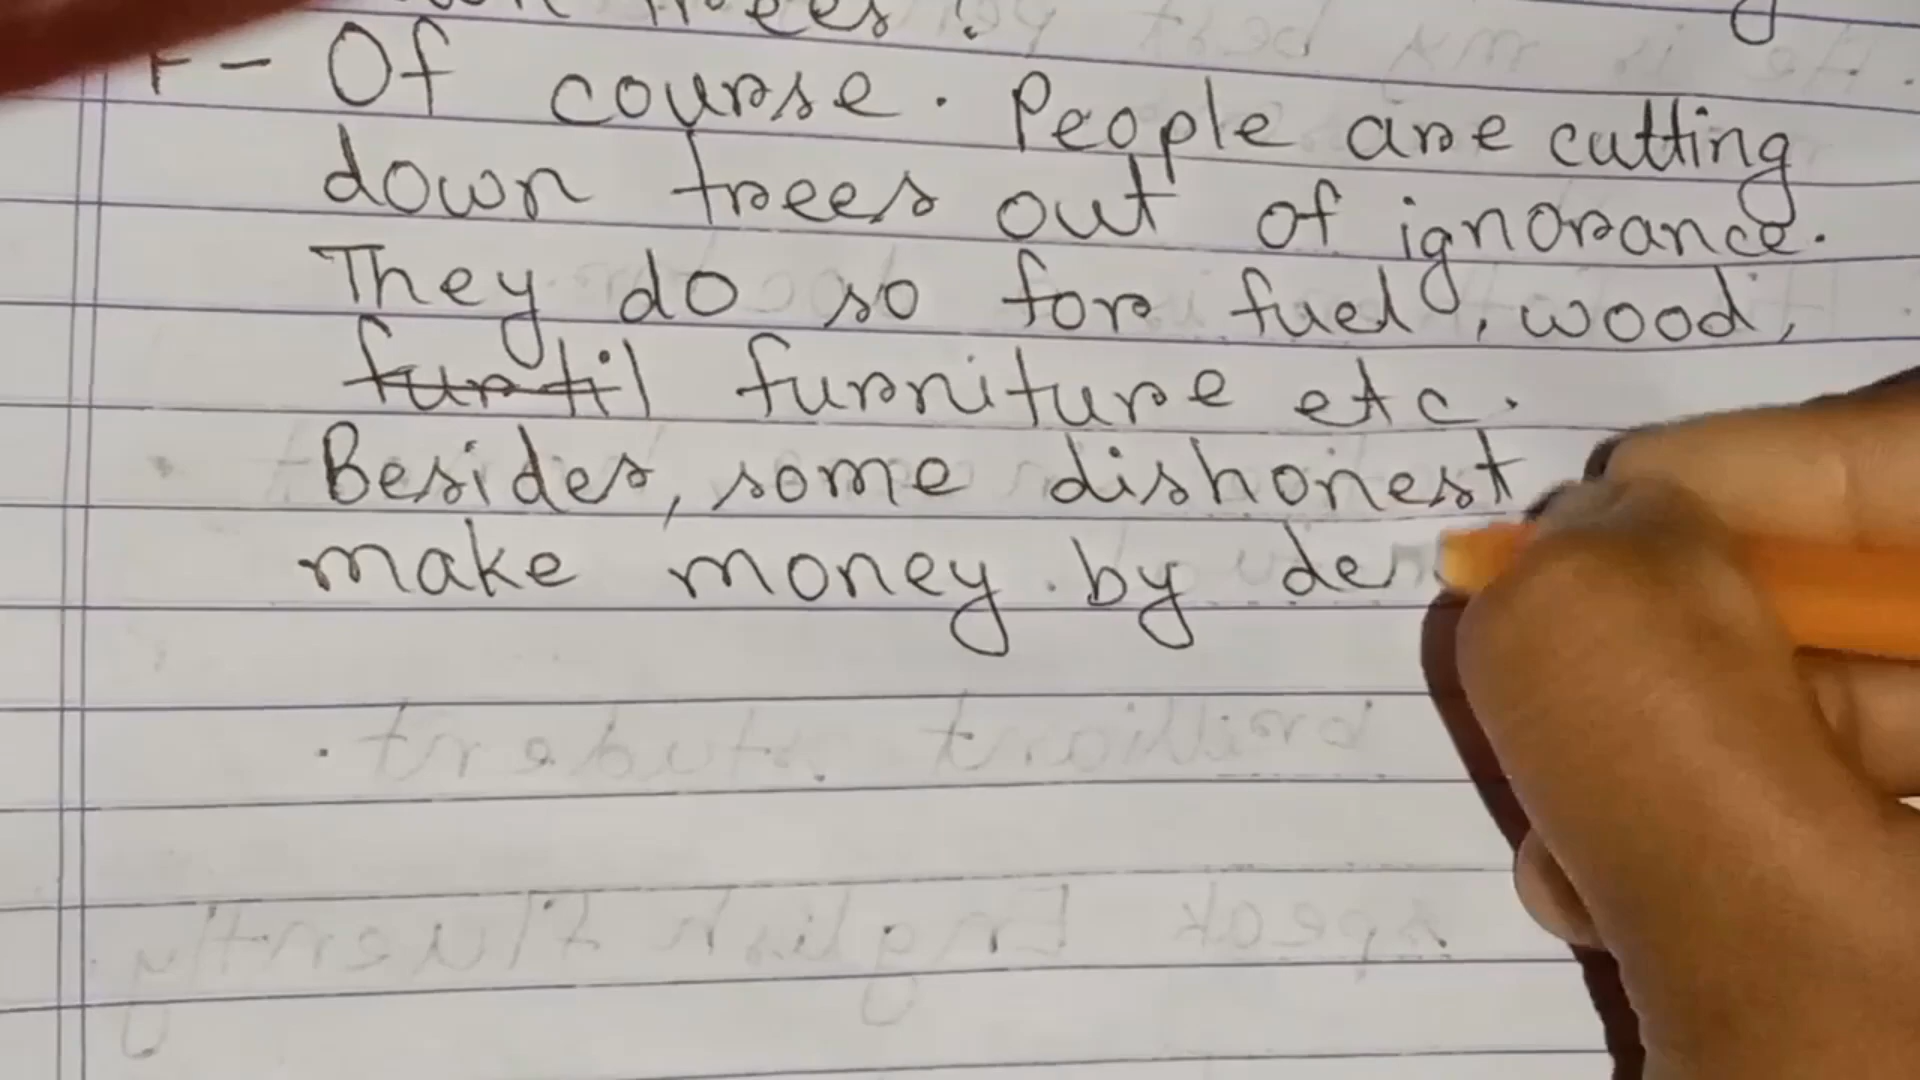 trees?
F - Of course. People are cutting
down trees out of ignorance.
They do so for fuel, wood,
furtil furniture etc.
Besides, some dishonest
make money by